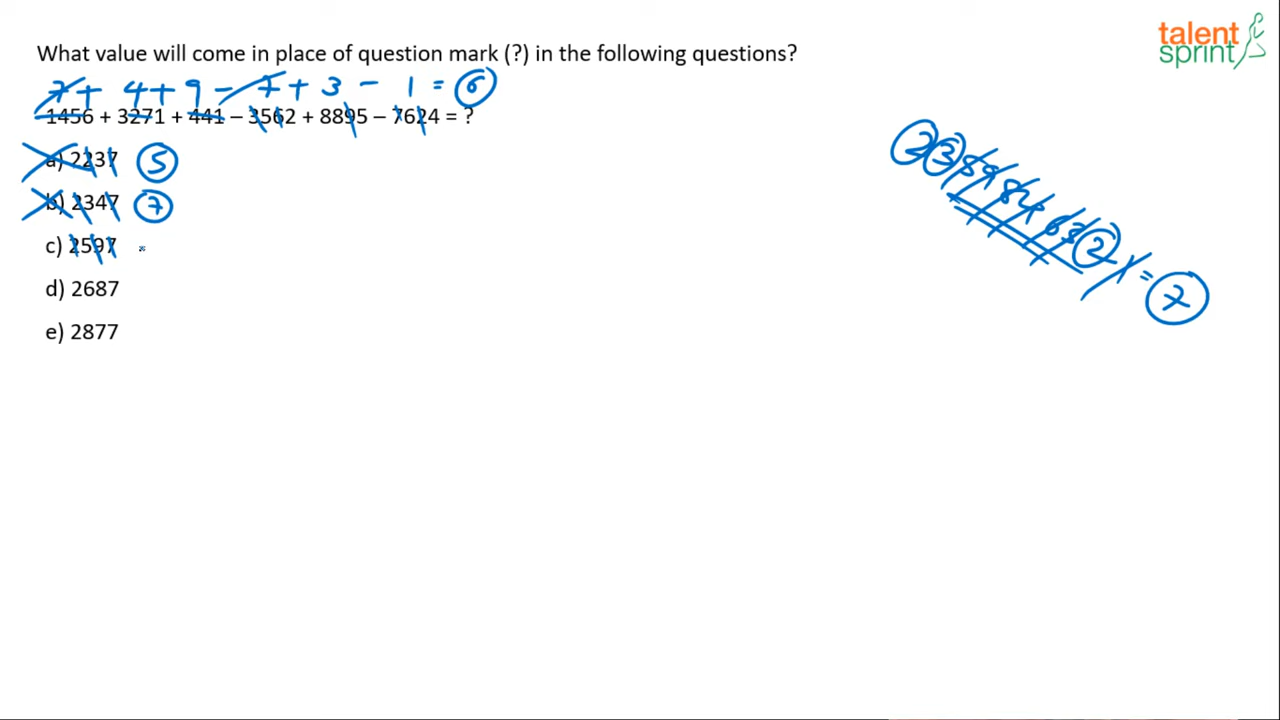 talent
sprint
What value will come in place of question mark (?) in the following questions?
7 + 4 + 9 - 7 + 3 - 1 = 6
1456 + 3271 + 441 – 3562 + 8895 – 7624 = ?
a) 2237 5
b) 2347 7
c) 2597
d) 2687
e) 2877
= 7